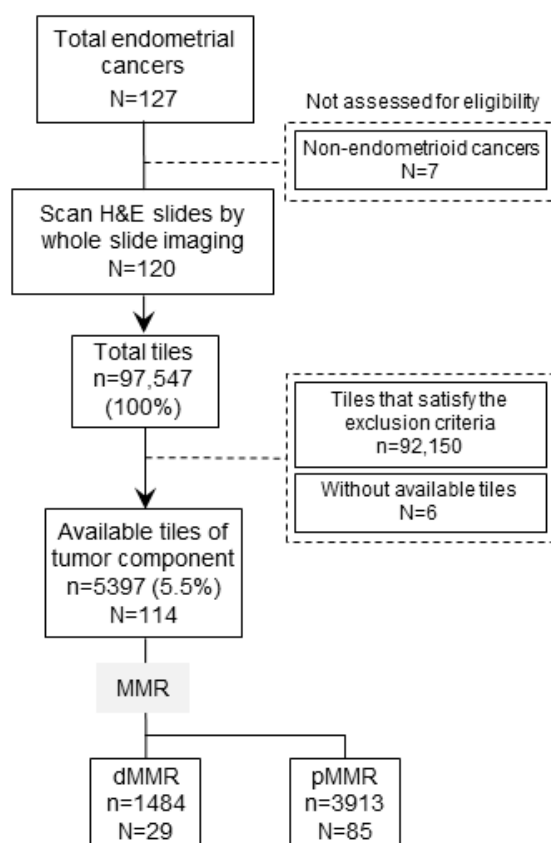 Total endometrial
cancers
N=127
Not assessed for eligibility
Non-endometrioid cancers
N=7
Scan H&E slides by
whole slide imaging
N=120
Total tiles
n=97,547
(100%)
Tiles that satisfy the
exclusion criteria
n=92,150
Without available tiles
N=6
Available tiles of
tumor component
n=5397 (5.5%)
N=114
MMR
dMMR
n=1484
N=29
pMMR
n=3913
N=85